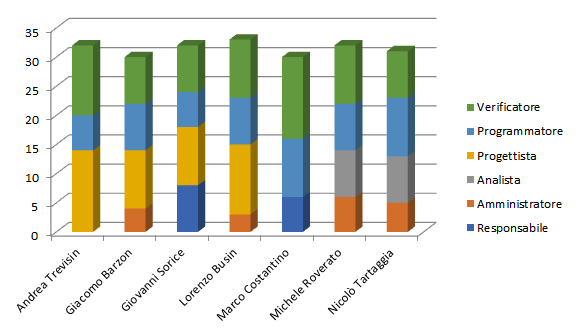 35
30
25
20
15
10
5
0
Andrea Trevisin
Giacomo Barzon
Giovanni Sorice
Lorenzo Busin
Marco Costantino
Michele Roverato
Nicolò Tartaggia
Verificatore
Programmatore
Progettista
Analista
Amministratore
Responsabile